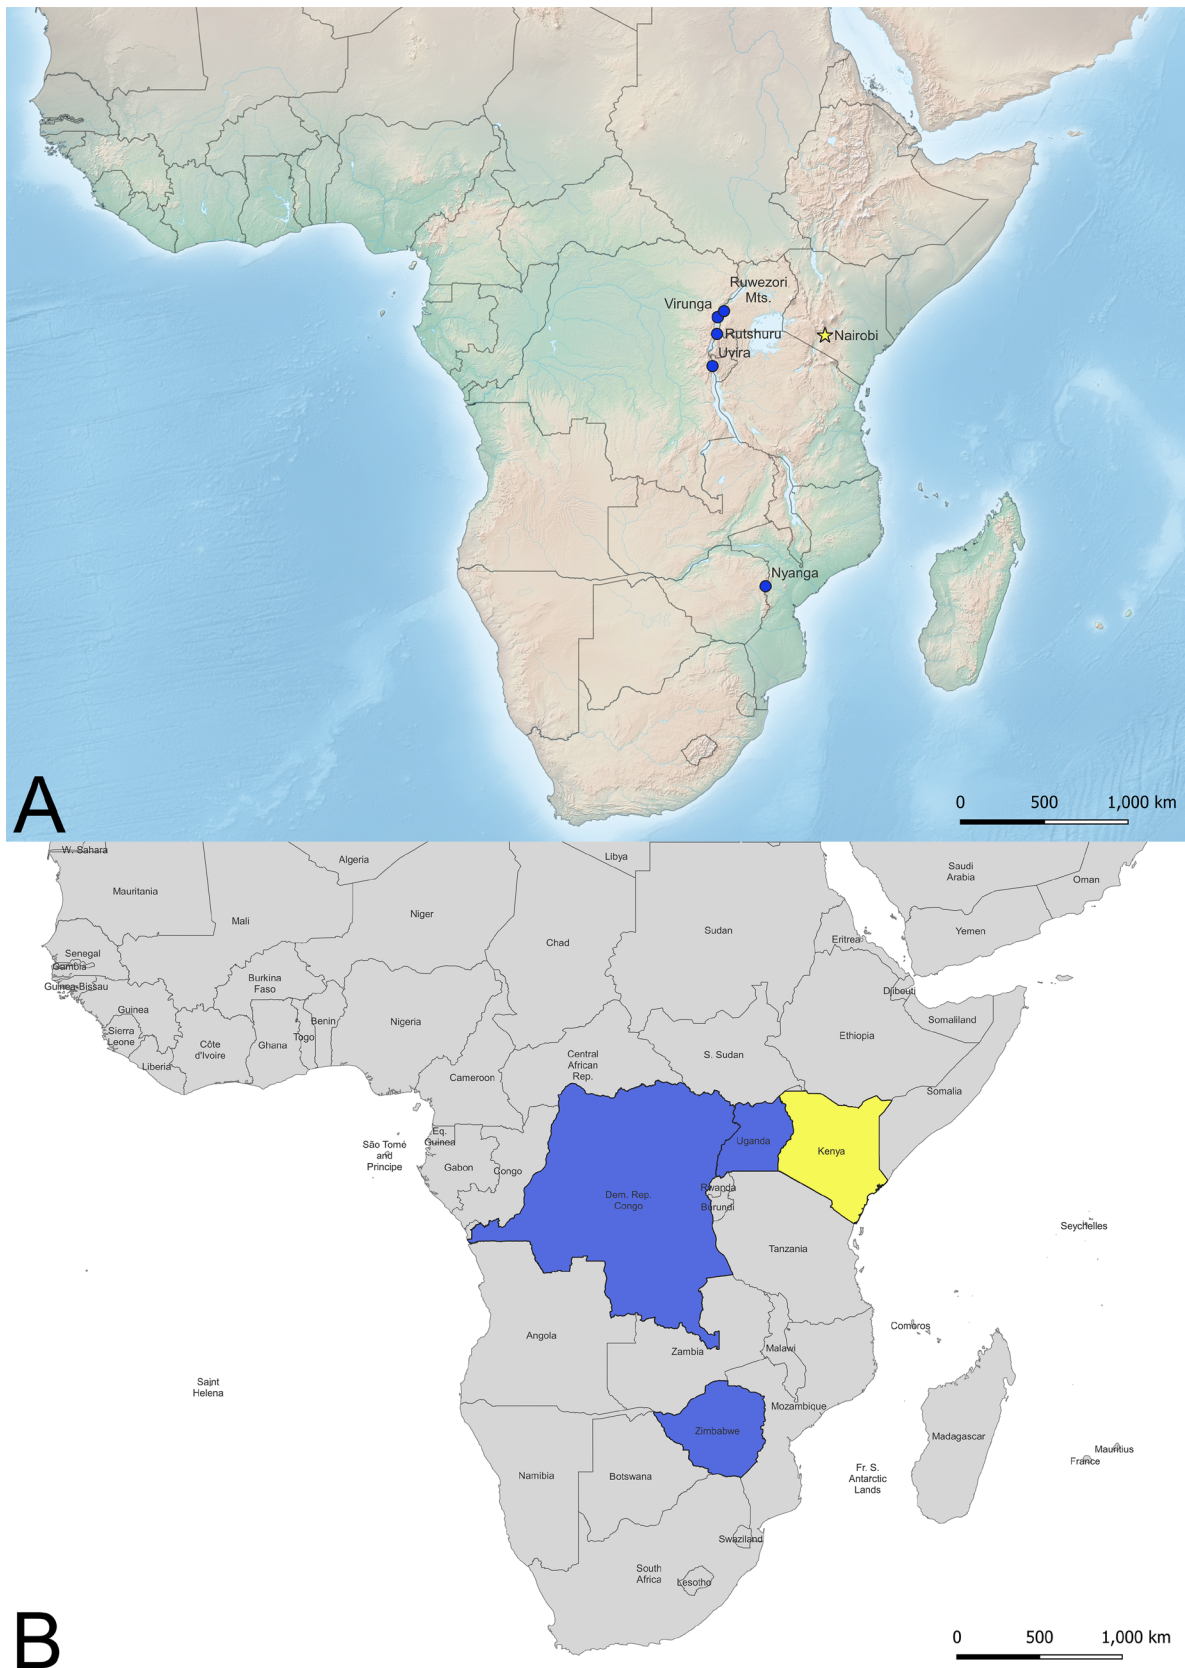 Ruwezori
Mts.
Virunga
Rutshuru
Nairobi
Uvira
Nyanga
A
0 500 1,000 km
W. Sahara
Algeria
Libya
Saudi
Arabia
Oman
Mauritania
Mali
Niger
Chad
Sudan
Eritrea
Yemen
Senegal
Gambia
Guinea-Bissau
Burkina
Faso
Djibouti
Guinea
Sierra
Leone
Liberia
Côte
d'Ivoire
Ghana
Togo
Benin
Nigeria
Cameroon
Central
African
Rep.
S. Sudan
Ethiopia
Somaliland
Somalia
São Tomé
and
Principe
Eq.
Guinea
Gabon
Congo
Dem. Rep.
Congo
Uganda
Kenya
Rwanda
Burundi
Tanzania
Seychelles
Comoros
Angola
Zambia
Malawi
Saint
Helena
Mozambique
Zimbabwe
Madagascar
Mauritius
France
Namibia
Botswana
Fr. S.
Antarctic
Lands
Swaziland
South
Africa
Lesotho
B
0 500 1,000 km